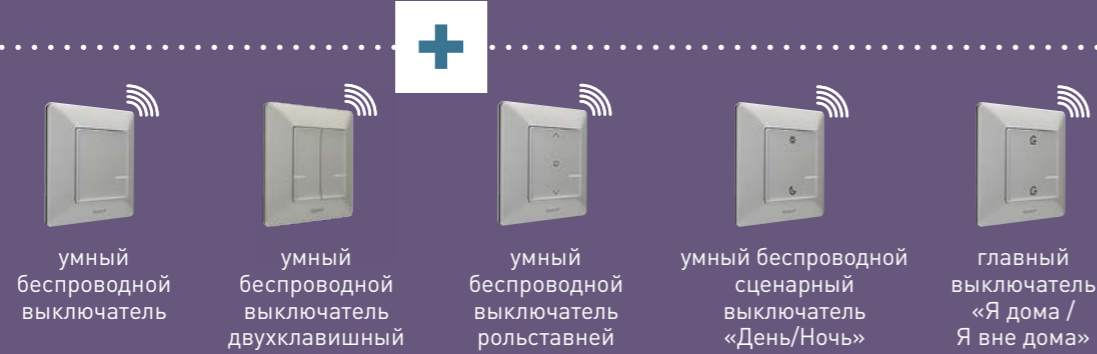 умный
беспроводной
выключатель
умный
беспроводной
выключатель
двухклавишный
умный
беспроводной
выключатель
рольставней
умный беспроводной
сценарный
выключатель
«День/Ночь»
главный
выключатель
«Я дома /
Я вне дома»